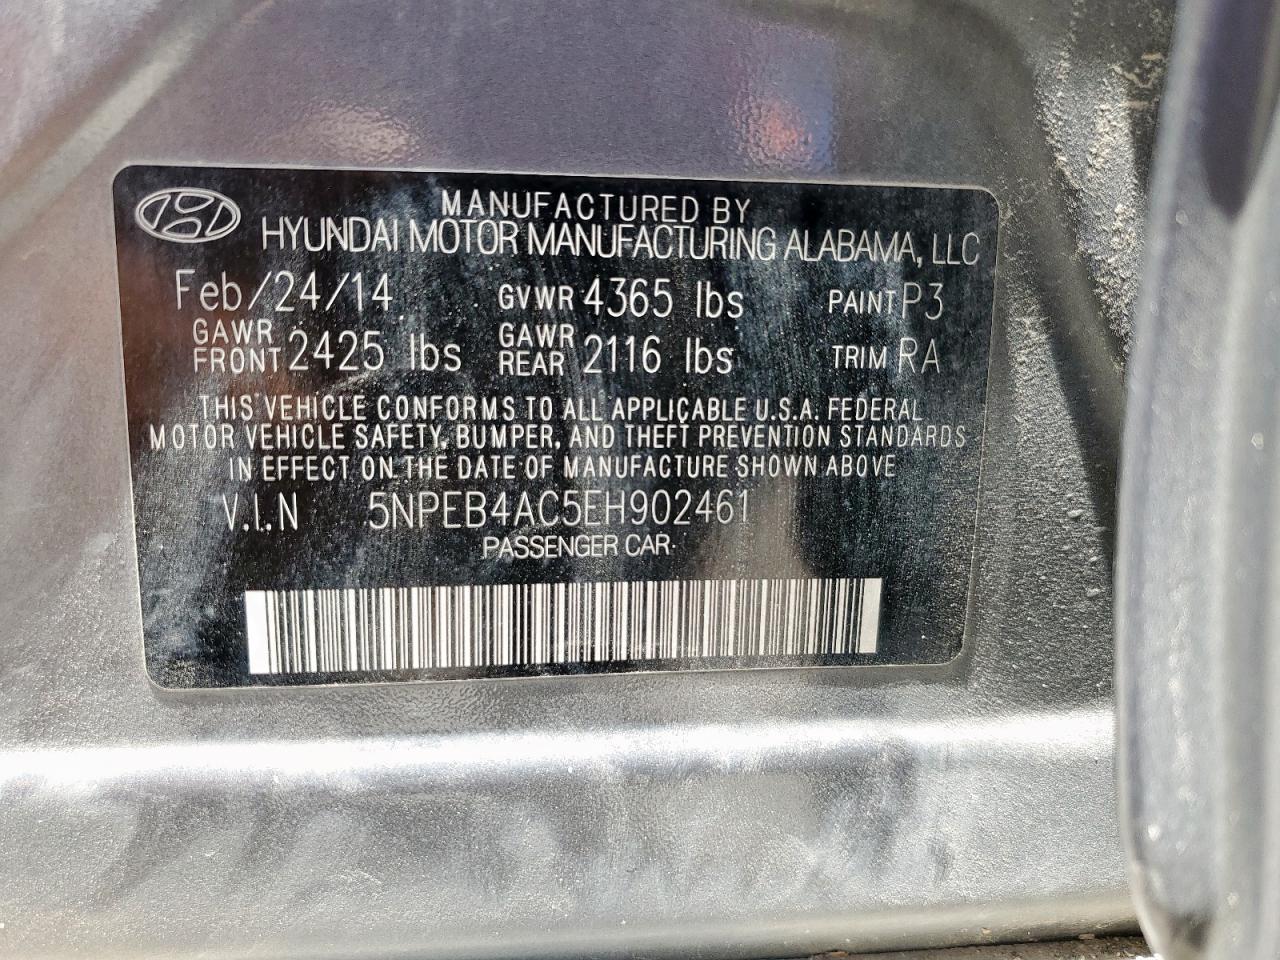 MANUFACTURED BY
HYUNDAI MOTOR MANUFACTURING ALABAMA, LLC
Feb/24/14 GVWR 4365 lbs PAINT P3
GAWR FRONT 2425 lbs GAWR REAR 2116 lbs TRIM RA
THIS VEHICLE CONFORMS TO ALL APPLICABLE U.S.A. FEDERAL
MOTOR VEHICLE SAFETY, BUMPER, AND THEFT PREVENTION STANDARDS
IN EFFECT ON THE DATE OF MANUFACTURE SHOWN ABOVE
V.I.N 5NPEB4AC5EH902461
PASSENGER CAR